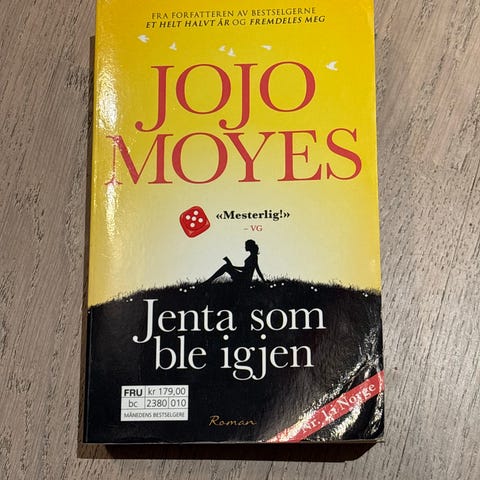 FRA FORFATTEREN AV BESTSELGERNE
ET HELT HALVT ÅR OG FREMDELES MEG
JOJO
MOYES
«Mesterlig!»
– VG
Jenta som
ble igjen
FRU kr 179,00
bc 2380 010
MÅNEDENS BESTSELGERE
Roman
Nr. 1 i Norge